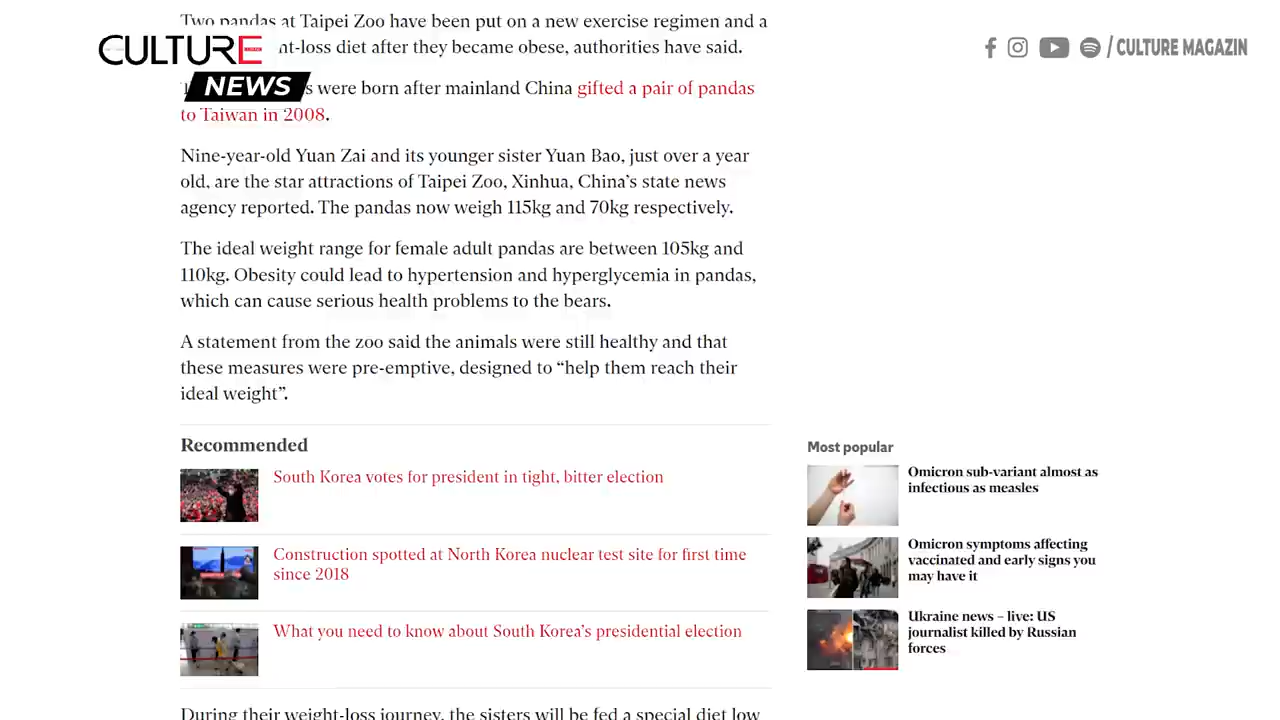 Two pandas at Taipei Zoo have been put on a new exercise regimen and a
CULTURE
nt-loss diet after they became obese, authorities have said.
/ CULTURE MAGAZIN
NEWS
s were born after mainland China gifted a pair of pandas
to Taiwan in 2008.
Nine-year-old Yuan Zai and its younger sister Yuan Bao, just over a year
old, are the star attractions of Taipei Zoo, Xinhua, China's state news
agency reported. The pandas now weigh 115kg and 70kg respectively.
The ideal weight range for female adult pandas are between 105kg and
110kg. Obesity could lead to hypertension and hyperglycemia in pandas,
which can cause serious health problems to the bears.
A statement from the zoo said the animals were still healthy and that
these measures were pre-emptive, designed to “help them reach their
ideal weight”.
Recommended
South Korea votes for president in tight, bitter election
Construction spotted at North Korea nuclear test site for first time
since 2018
What you need to know about South Korea's presidential election
Most popular
Omicron sub-variant almost as
infectious as measles
Omicron symptoms affecting
vaccinated and early signs you
may have it
Ukraine news – live: US
journalist killed by Russian
forces
During their weight-loss journey, the sisters will be fed a special diet low